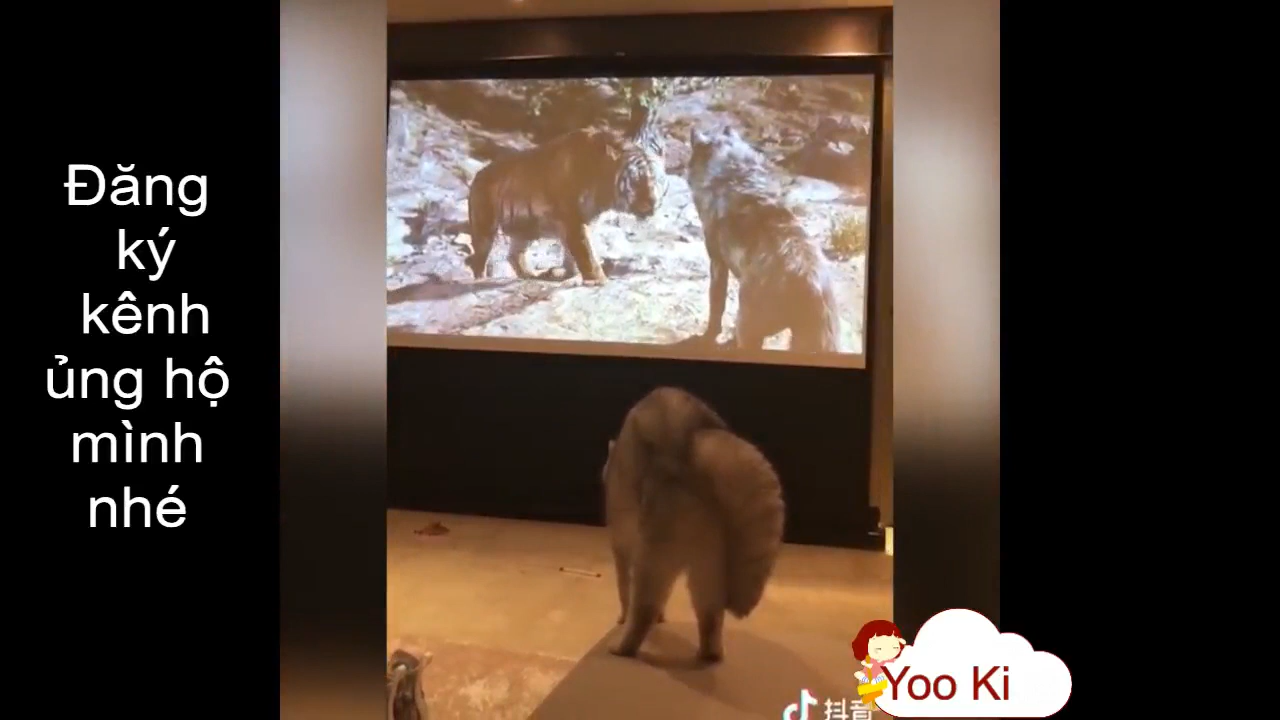 Đăng
ký
kênh
ủng hộ
mình
nhé
抖音
Yoo Ki